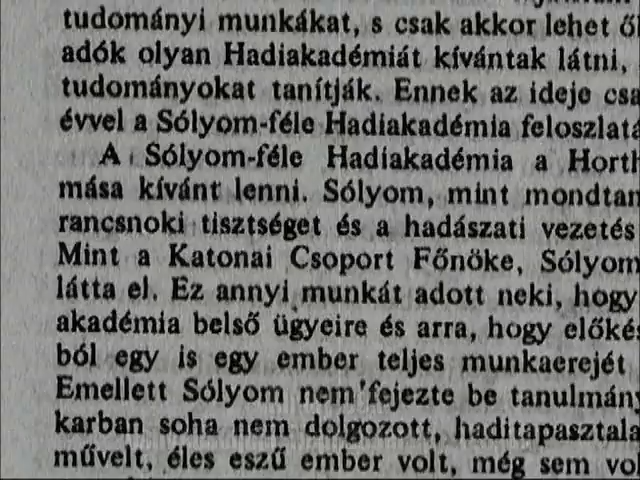 tudományi munkákat, s csak akkor lehet ő
adók olyan Hadiakadémiát kívántak látni,
tudományokat tanítják. Ennek az ideje csa
évvel a Sólyom-féle Hadiakadémia feloszlatá
A Sólyom-féle Hadiakadémia a Horth
mása kívánt lenni. Sólyom, mint mondtam
rancsnoki tisztséget és a hadászati vezetés
Mint a Katonai Csoport Főnöke, Sólyom
látta el. Ez annyi munkát adott neki, hogy
akadémia belső ügyeire és arra, hogy előkés
ból egy is egy ember teljes munkaerejét
Emellett Sólyom nem fejezte be tanulmány
karban soha nem dolgozott, haditapasztala
művelt, éles eszű ember volt, még sem vol